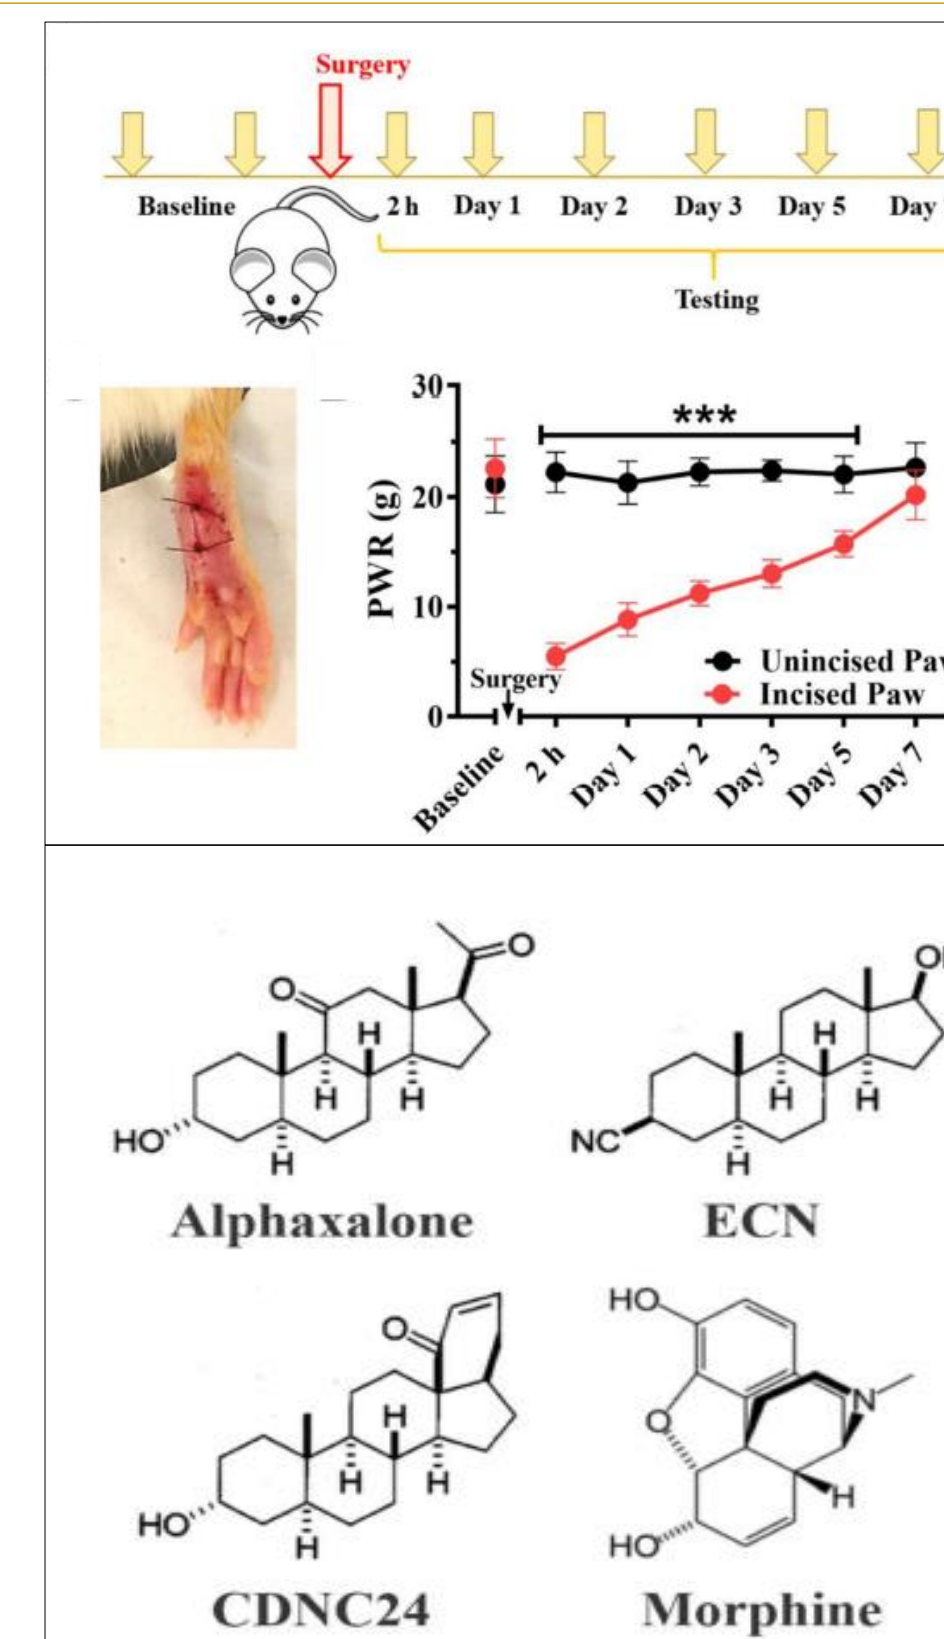 Surgery
Baseline 2 h Day 1 Day 2 Day 3 Day 5 Day
Testing
30
***
20
PWR (g)
10
Unincised Pa
Surgery
Incised Paw
0
Baseline 2 h Day 1 Day 2 Day 3 Day 5 Day 7
O
O
H
H
H
HO
H
Alphaxalone
O
H
H
H
NC
H
ECN
O
H
H
H
HO
H
CDNC24
HO
N
O
H
HO
Morphine